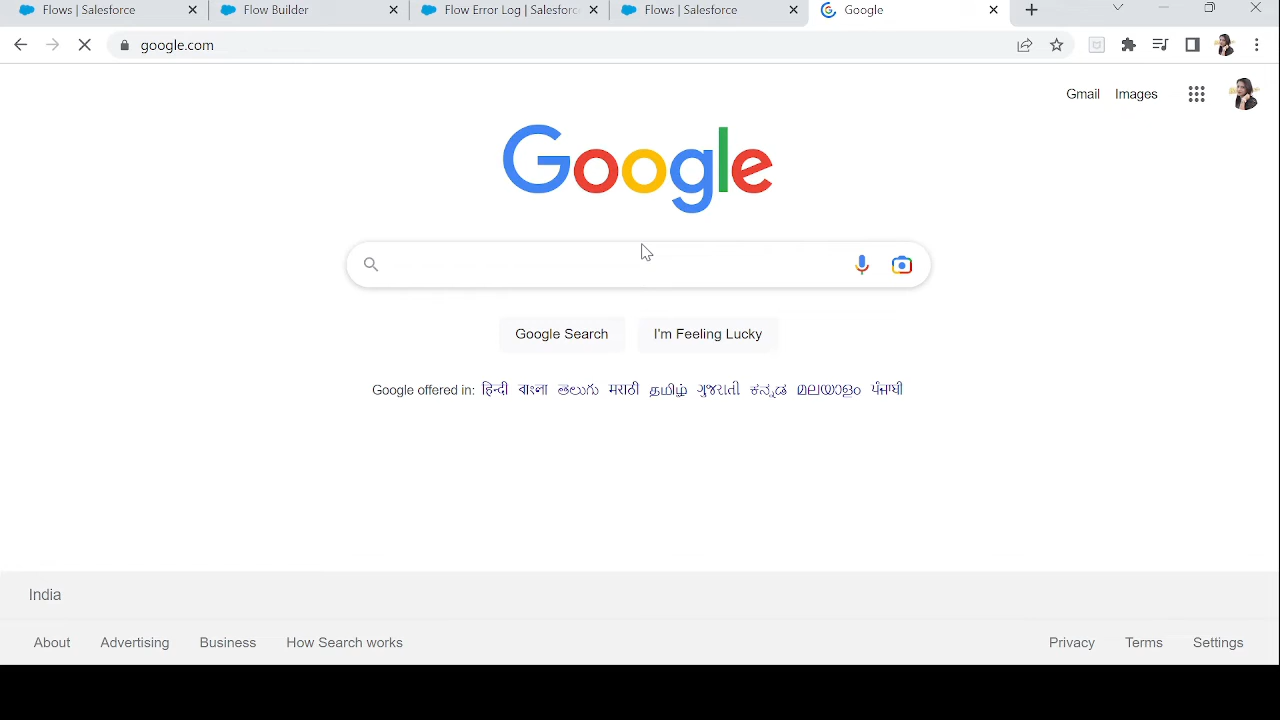 Flows | Salesforce
Flow Builder
Flow Error Log | Salesforc
Flows | Salesforce
Google
google.com
Gmail Images
Google
Google Search
I'm Feeling Lucky
Google offered in: हिन्दी বাংলা తెలుగు मराठी தமிழ் ગુજરાતી ಕನ್ನಡ മലയാളം ਪੰਜਾਬੀ
India
About Advertising Business How Search works Privacy Terms Settings